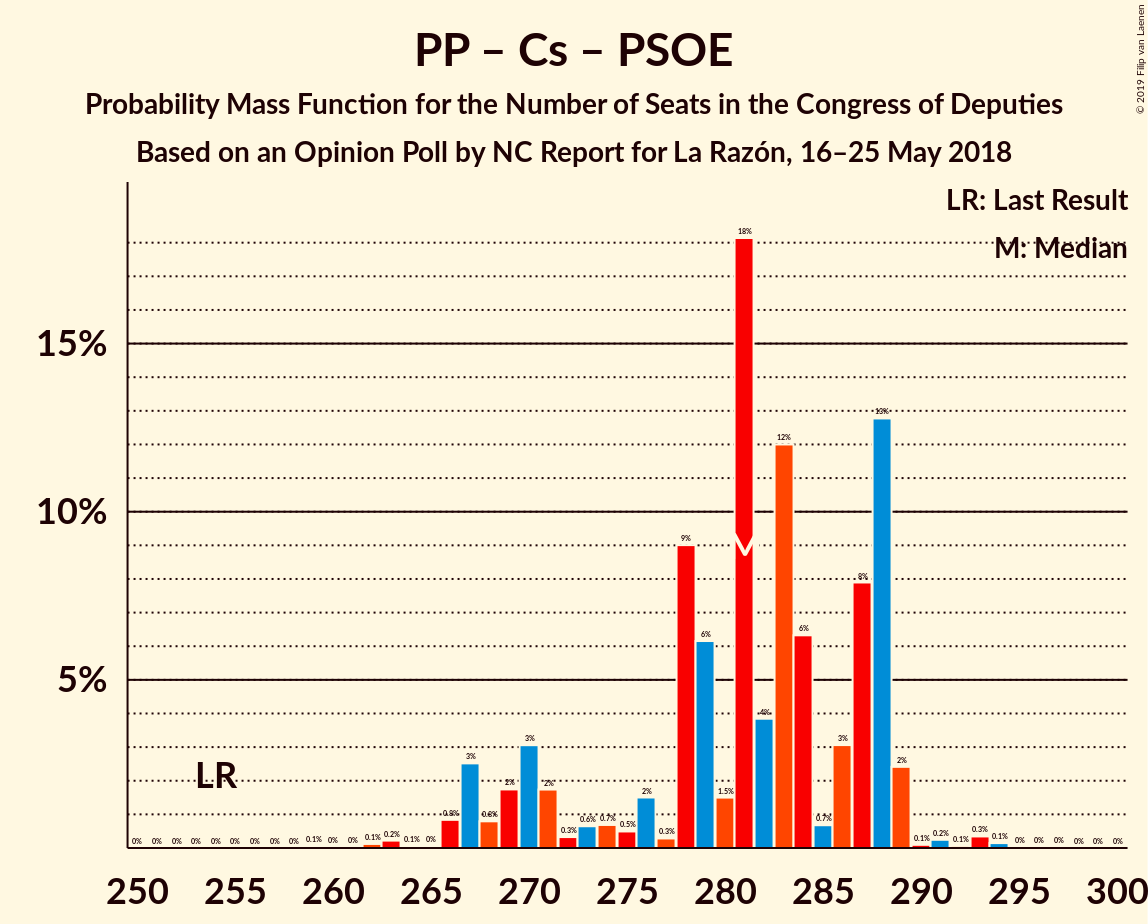 PP – Cs – PSOE
Probability Mass Function for the Number of Seats in the Congress of Deputies
Based on an Opinion Poll by NC Report for La Razón, 16–25 May 2018
© 2019 Filip van Laenen
LR: Last Result
M: Median
15%
10%
5%
LR
0% 0% 0% 0% 0% 0% 0% 0% 0% 0.1% 0% 0% 0.1% 0.2% 0.1% 0% 0.8% 3% 0.8% 2% 3% 2% 0.3% 0.6% 0.7% 0.5% 2% 0.3% 9% 6% 1.5% 18% 4% 12% 6% 0.7% 3% 8% 13% 2% 0.1% 0.2% 0.1% 0.3% 0.1% 0% 0% 0% 0% 0% 0%
250 255 260 265 270 275 280 285 290 295 300